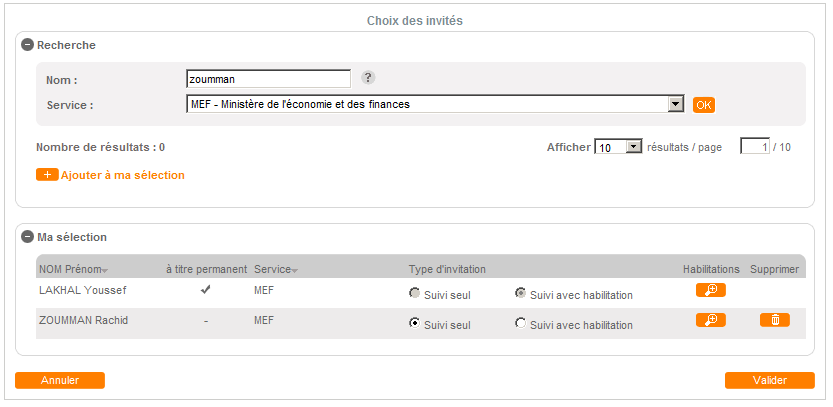 Choix des invités
Recherche
Nom : zoumman ?
Service : MEF - Ministère de l'économie et des finances OK
Nombre de résultats : 0 Afficher 10 résultats / page 1 / 10
+ Ajouter à ma sélection
Ma sélection
NOM Prénom à titre permanent Service Type d'invitation Habilitations Supprimer
LAKHAL Youssef MEF Suivi seul Suivi avec habilitation
ZOUMMAN Rachid - MEF Suivi seul Suivi avec habilitation
Annuler Valider